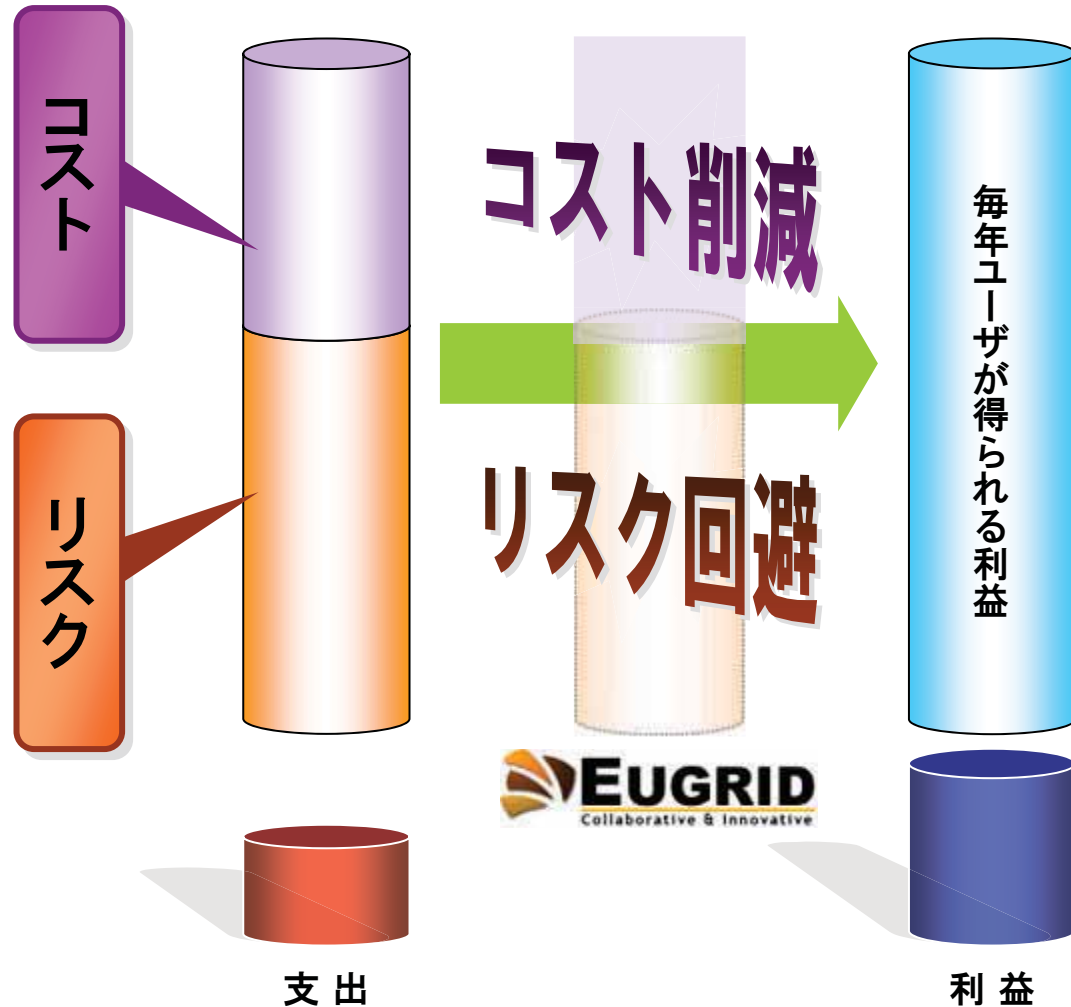 コスト
コスト削減
毎年ユーザが得られる利益
リスク
リスク回避
EUGRID
Collaborative & Innovative
支出
利益